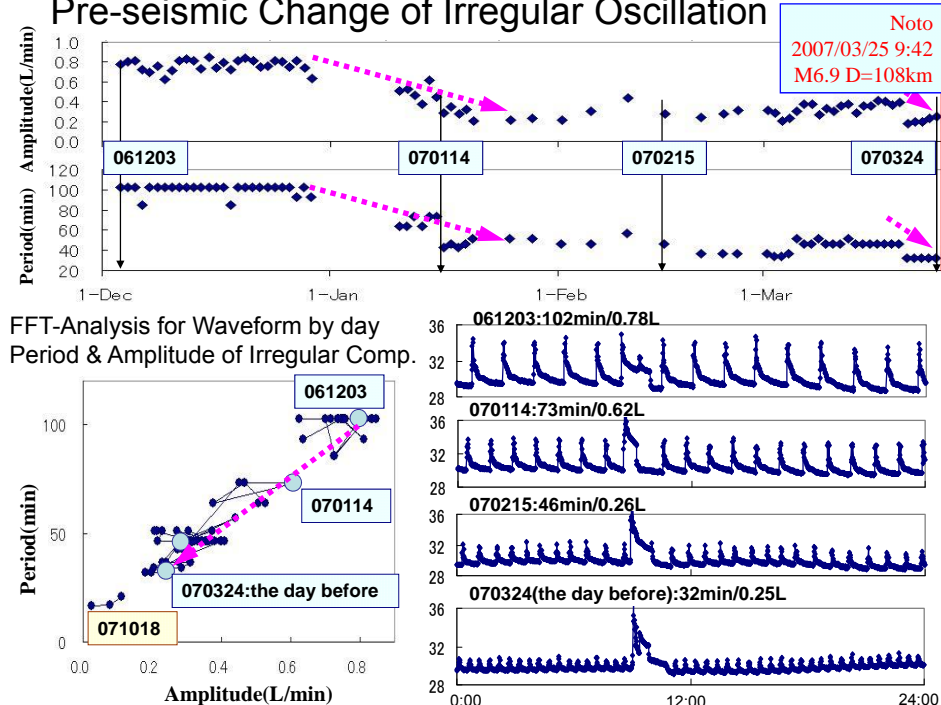 Pre-seismic Change of Irregular Oscillation
Noto
2007/03/25 9:42
M6.9 D=108km
Amplitude(L/min)
1.0
0.8
0.6
0.4
0.2
0.0
061203
070114
070215
070324
Period(min)
120
100
80
60
40
20
1-Dec
1-Jan
1-Feb
1-Mar
FFT-Analysis for Waveform by day
Period & Amplitude of Irregular Comp.
Period(min)
100
50
0
061203
070114
070324:the day before
071018
0.0
0.2
0.4
0.6
0.8
Amplitude(L/min)
061203:102min/0.78L
36
32
28
070114:73min/0.62L
36
32
28
070215:46min/0.26L
36
32
28
070324(the day before):32min/0.25L
36
32
28
0:00
12:00
24:00